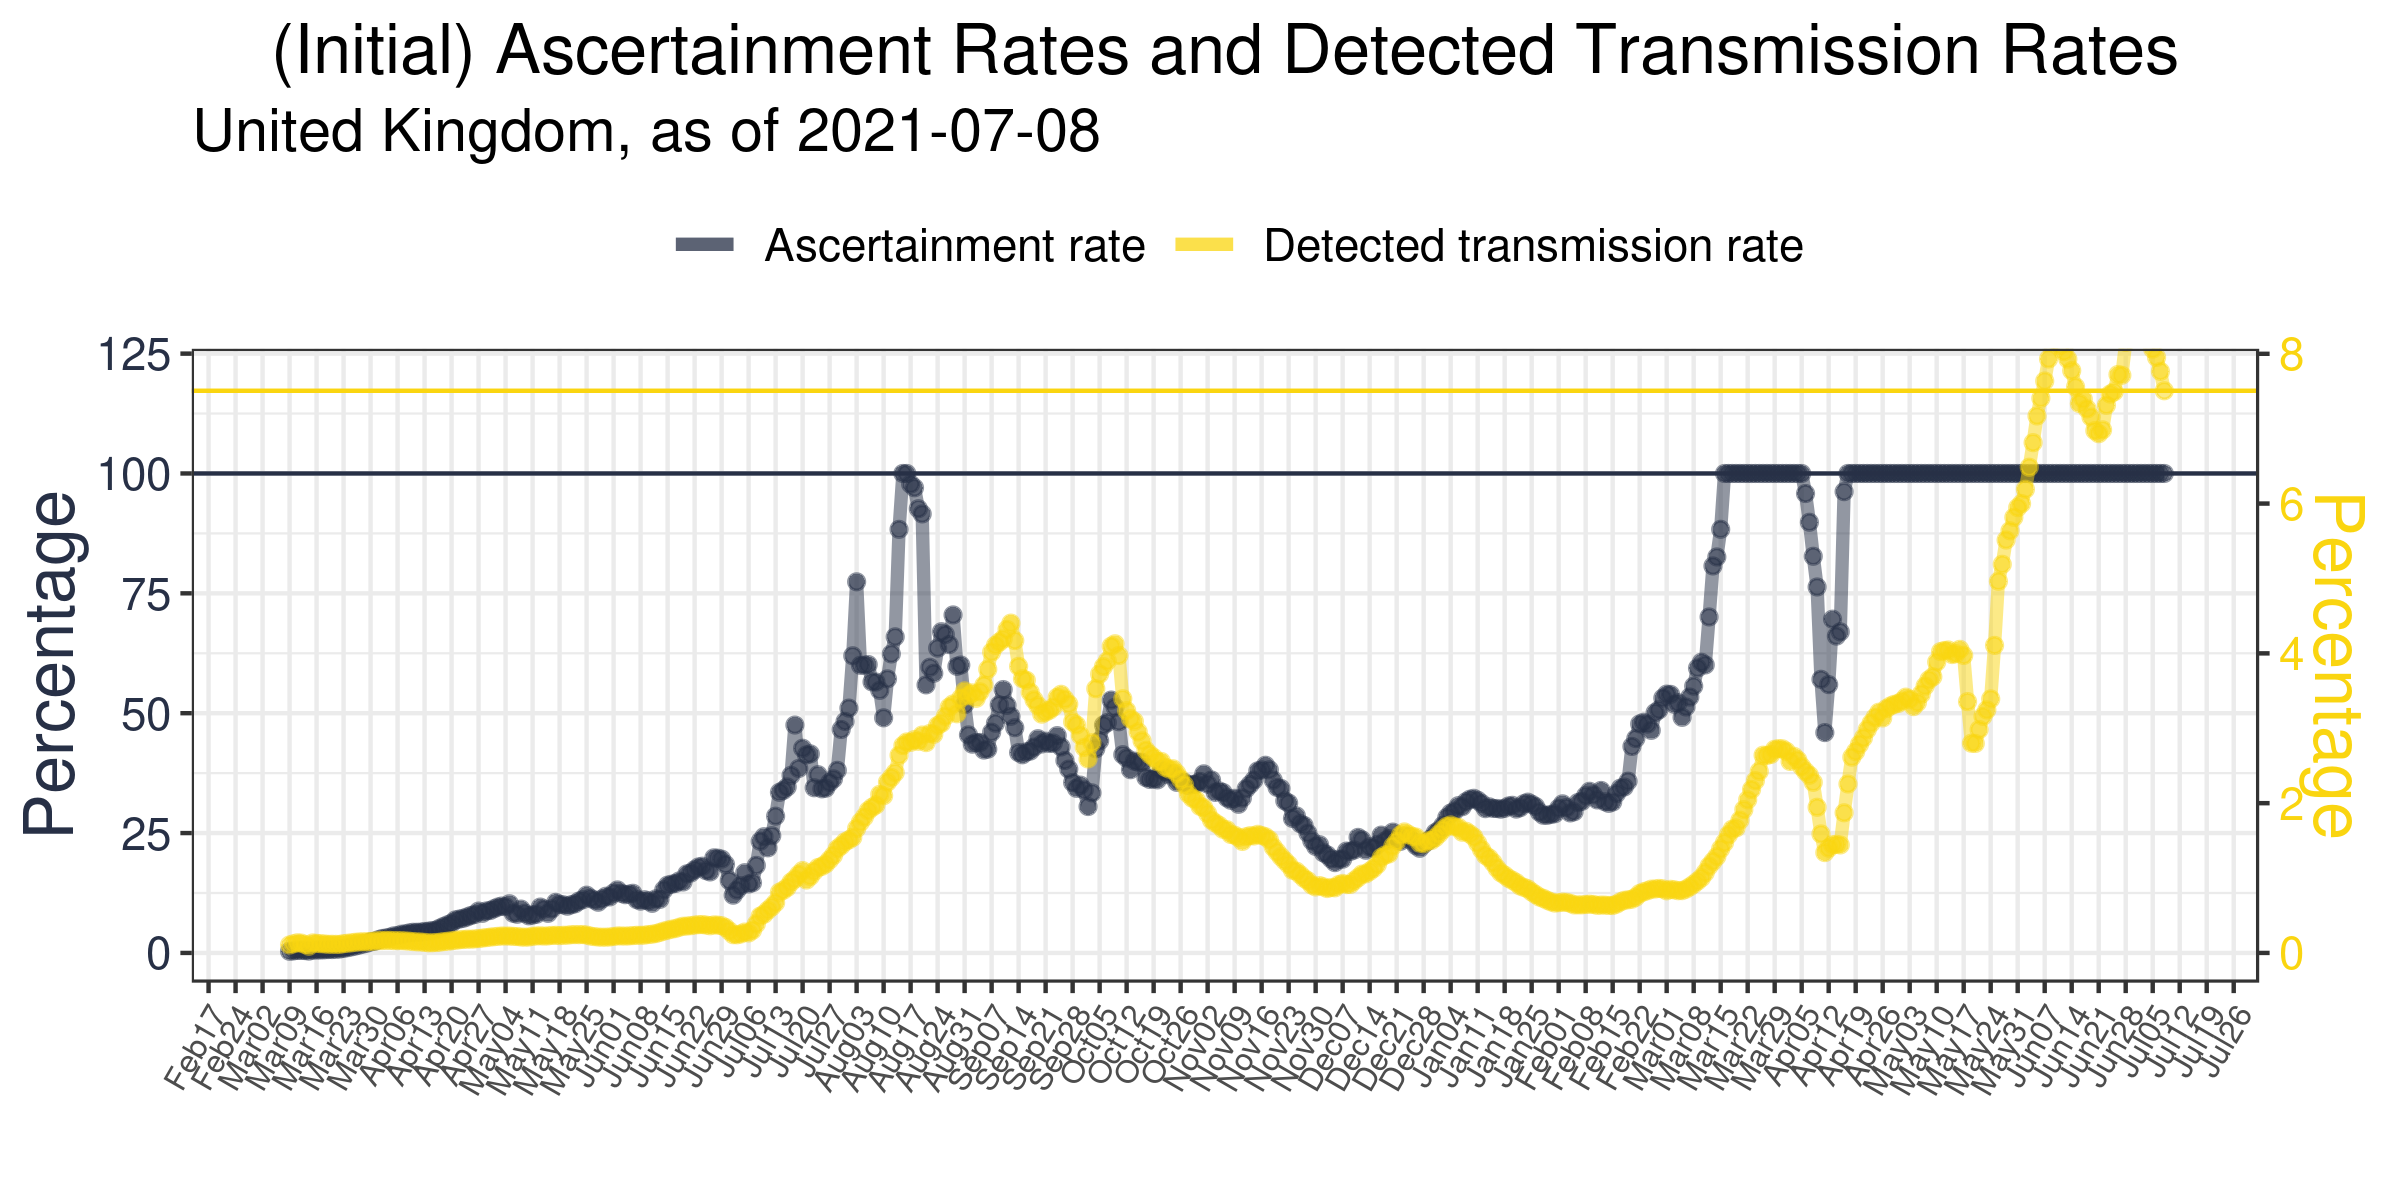 (Initial) Ascertainment Rates and Detected Transmission Rates
United Kingdom, as of 2021-07-08
Ascertainment rate
Detected transmission rate
Percentage
125
100
75
50
25
0
8
6
4
2
0
Percentage
Feb17
Feb24
Mar02
Mar09
Mar16
Mar23
Mar30
Apr06
Apr13
Apr20
Apr27
May04
May11
May18
May25
Jun01
Jun08
Jun15
Jun22
Jun29
Jul06
Jul13
Jul20
Jul27
Aug03
Aug10
Aug17
Aug24
Aug31
Sep07
Sep14
Sep21
Sep28
Oct05
Oct12
Oct19
Oct26
Nov02
Nov09
Nov16
Nov23
Nov30
Dec07
Dec14
Dec21
Dec28
Jan04
Jan11
Jan18
Jan25
Feb01
Feb08
Feb15
Feb22
Mar01
Mar08
Mar15
Mar22
Mar29
Apr05
Apr12
Apr19
Apr26
May03
May10
May17
May24
May31
Jun07
Jun14
Jun21
Jun28
Jul05
Jul12
Jul19
Jul26